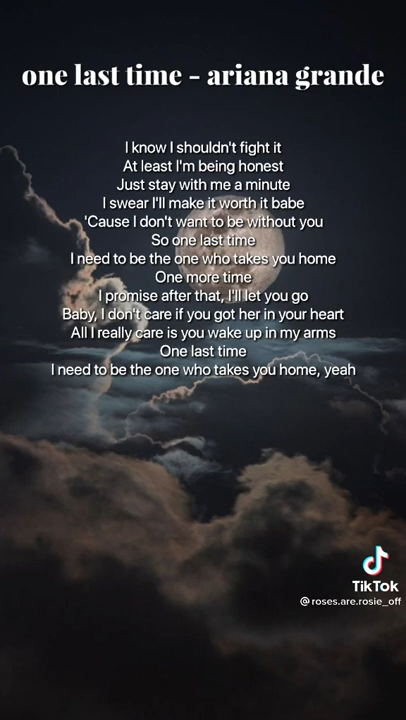 one last time - ariana grande
I know I shouldn't fight it
At least I'm being honest
Just stay with me a minute
I swear I'll make it worth it babe
'Cause I don't want to be without you
So one last time
I need to be the one who takes you home
One more time
I promise after that, I'll let you go
Baby, I don't care if you got her in your heart
All I really care is you wake up in my arms
One last time
I need to be the one who takes you home, yeah
TikTok
@roses.are.rosie_off